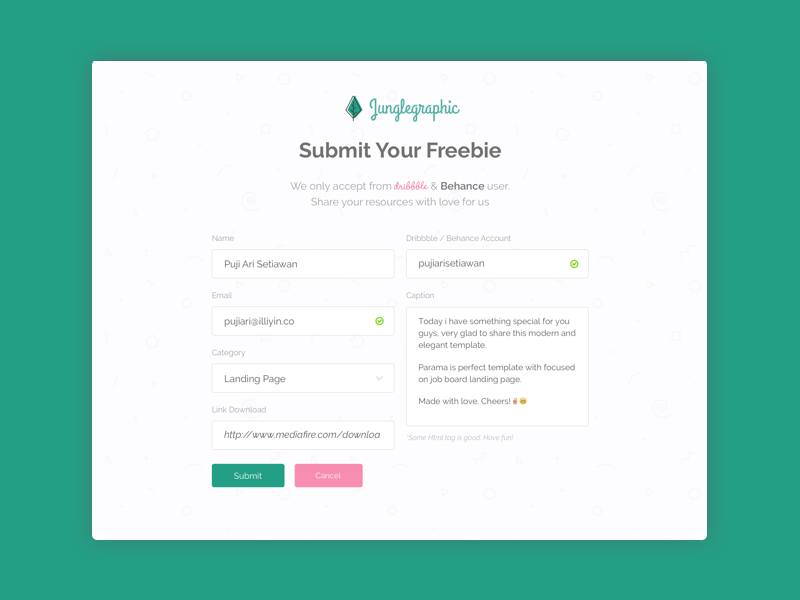 Junglegraphic
Submit Your Freebie
We only accept from dribbble & Behance user.
Share your resources with love for us
Name
Puji Ari Setiawan
Dribbble / Behance Account
pujiarisetiawan
Email
pujiari@illiyin.co
Caption
Today i have something special for you
guys, very glad to share this modern and
elegant template.
Parama is perfect template with focused
on job board landing page.
Made with love. Cheers!
*Some Html tag is good. Have fun!
Category
Landing Page
Link Download
http://www.mediafire.com/downloa
Submit
Cancel